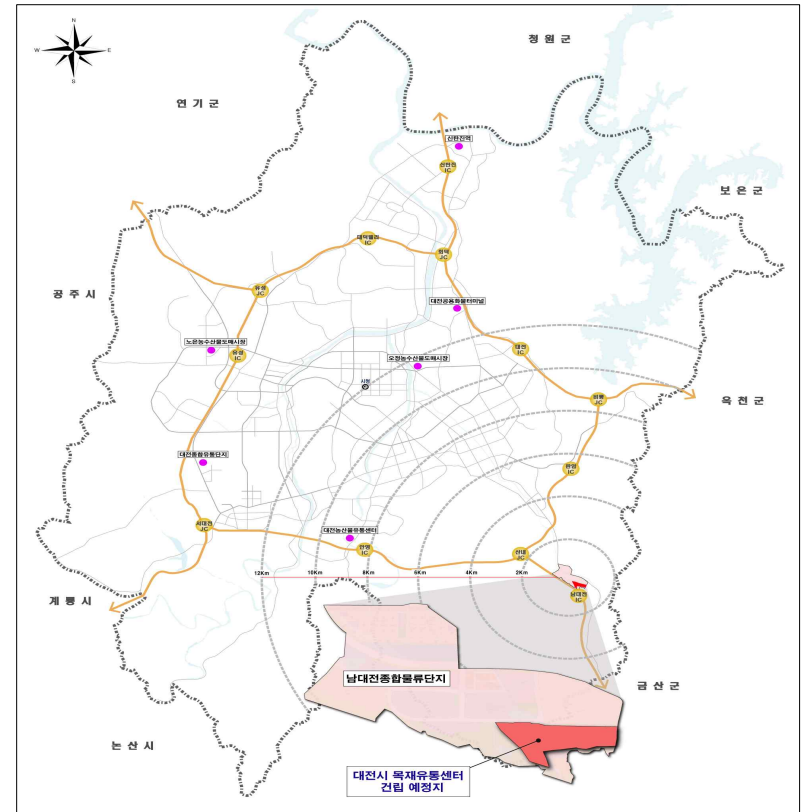 N
W
E
S
청원군
연기군
보은군
공주시
옥천군
계룡시
논산시
금산군
신탄진역
신탄진
IC
대덕밸리
IC
회덕
JC
유성
JC
대전공용화물터미널
노은농수산물도매시장
유성
IC
대전
IC
오정농수산물도매시장
시청
비룡
JC
대전종합유통단지
판암
IC
서대전
JC
대전농산물유통센터
안영
IC
산내
JC
12Km
10Km
8Km
6Km
4Km
2Km
남대전
IC
남대전종합물류단지
대전시 목재유통센터
건립 예정지